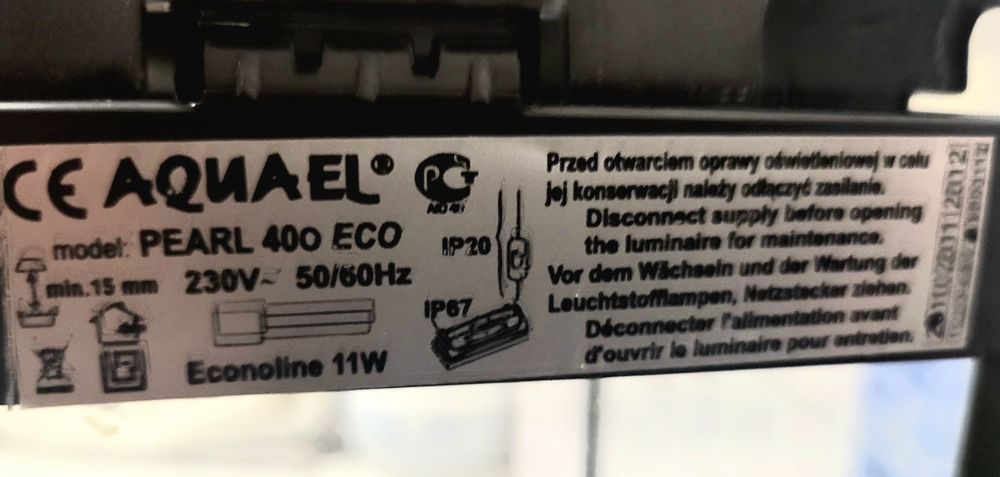 CE AQUAEL®
model: PEARL 400 ECO
min.15 mm 230V~ 50/60Hz
Econoline 11W
IP20
IP67
Przed otwarciem oprawy oświetleniowej w celu
jej konserwacji należy odłączyć zasilanie.
Disconnect supply before opening
the luminaire for maintenance.
Vor dem Wächseln und der Wartung der
Leuchtstofflampen, Netzstecker ziehen.
Déconnecter l'alimentation avant
d'ouvrir le luminaire pour entretien.